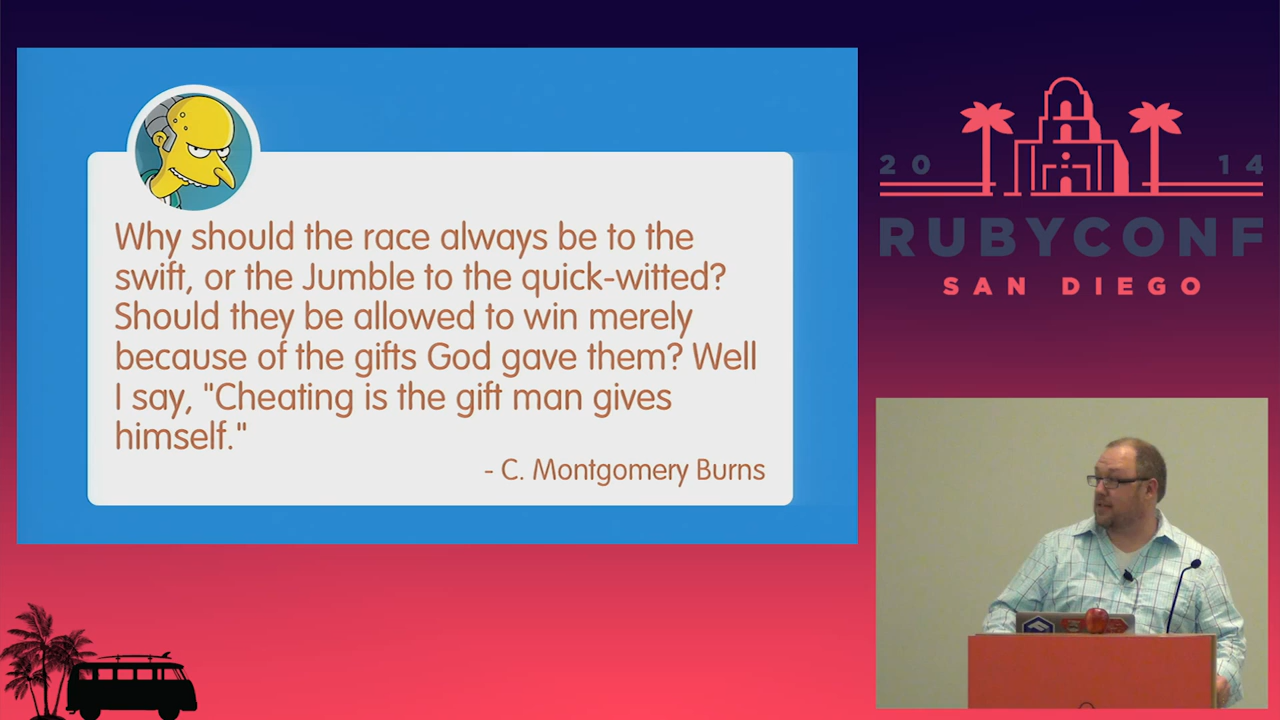 Why should the race always be to the
swift, or the Jumble to the quick-witted?
Should they be allowed to win merely
because of the gifts God gave them? Well
I say, "Cheating is the gift man gives
himself."
- C. Montgomery Burns
20 14
RUBYCONF
SAN DIEGO